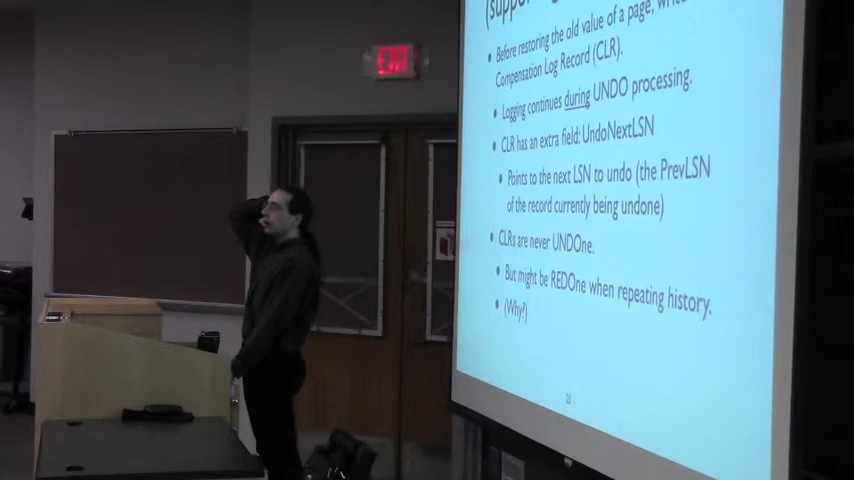 EXIT
(suppor
Before restoring the old value of a page, write
Compensation Log Record (CLR).
Logging continues during UNDO processing.
CLR has an extra field: UndoNextLSN
Points to the next LSN to undo (the PrevLSN
of the record currently being undone)
CLRs are never UNDOne.
But might be REDOne when repeating history.
(Why?)